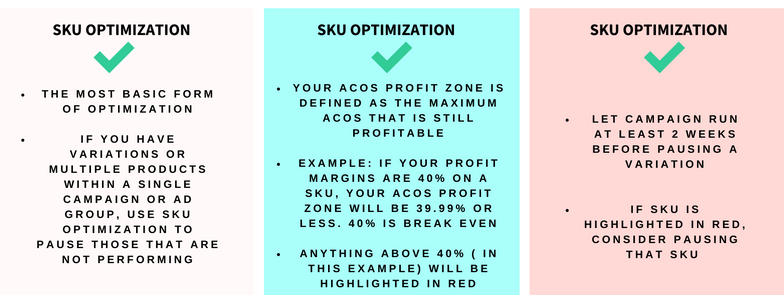 SKU OPTIMIZATION
• THE MOST BASIC FORM
OF OPTIMIZATION
• IF YOU HAVE
VARIATIONS OR
MULTIPLE PRODUCTS
WITHIN A SINGLE
CAMPAIGN OR AD
GROUP, USE SKU
OPTIMIZATION TO
PAUSE THOSE THAT ARE
NOT PERFORMING
SKU OPTIMIZATION
• YOUR ACOS PROFIT ZONE IS
DEFINED AS THE MAXIMUM
ACOS THAT IS STILL
PROFITABLE
• EXAMPLE: IF YOUR PROFIT
MARGINS ARE 40% ON A
SKU, YOUR ACOS PROFIT
ZONE WILL BE 39.99% OR
LESS. 40% IS BREAK EVEN
• ANYTHING ABOVE 40% ( IN
THIS EXAMPLE) WILL BE
HIGHLIGHTED IN RED
SKU OPTIMIZATION
• LET CAMPAIGN RUN
AT LEAST 2 WEEKS
BEFORE PAUSING A
VARIATION
• IF SKU IS
HIGHLIGHTED IN RED,
CONSIDER PAUSING
THAT SKU